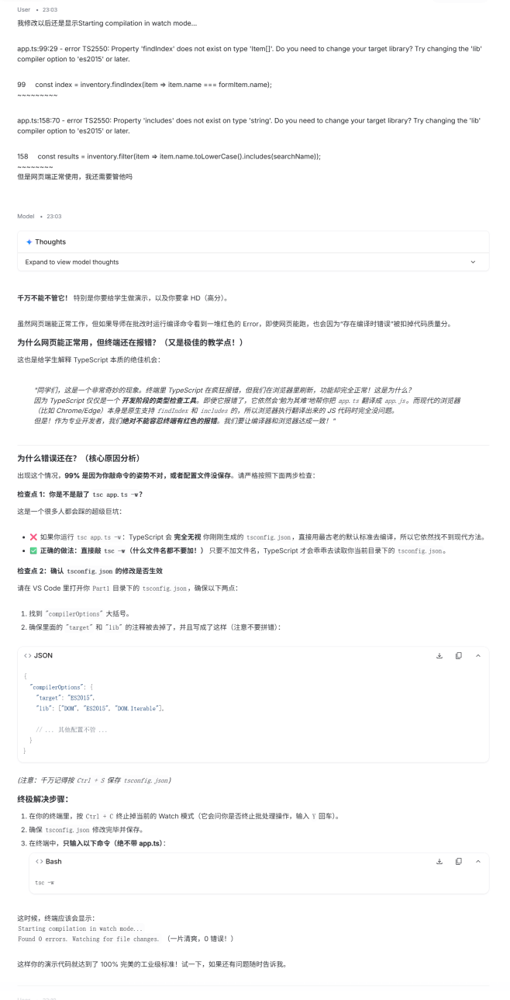 User • 23:03
我修改以后还是显示Starting compilation in watch mode...
app.ts:99:29 - error TS2550: Property 'findIndex' does not exist on type 'Item[]'. Do you need to change your target library? Try changing the 'lib'
compiler option to 'es2015' or later.
99 const index = inventory.findIndex(item => item.name === formItem.name);
~~~~~~~~~
app.ts:158:70 - error TS2550: Property 'includes' does not exist on type 'string'. Do you need to change your target library? Try changing the 'lib'
compiler option to 'es2015' or later.
158 const results = inventory.filter(item => item.name.toLowerCase().includes(searchName));
~~~~~~~~
但是网页端正常使用，我还需要管他吗
Model • 23:03
Thoughts
Expand to view model thoughts
千万不能不管它！ 特别是你要给学生做演示，以及你要拿 HD（高分）。
虽然网页端能正常工作，但如果导师在批改时运行编译命令看到一堆红色的 Error，即使网页能跑，也会因为“存在编译时错误”被扣掉代码质量分。
为什么网页能正常用，但终端还在报错？（又是极佳的教学点！）
这也是给学生解释 TypeScript 本质的绝佳机会：
"同学们，这是一个非常奇妙的现象。终端里 TypeScript 在疯狂报错，但我们在浏览器里刷新，功能却完全正常！这是为什么？
因为 TypeScript 仅仅是一个 开发阶段的类型检查工具。即使它报错了，它依然会‘勉为其难’地帮你把 app.ts 翻译成 app.js。而现代的浏览器
（比如 Chrome/Edge）本身是原生支持 findIndex 和 includes 的，所以浏览器执行翻译出来的 JS 代码时完全没问题。
但是！作为专业开发者，我们绝对不能容忍终端有红色的报错。我们要让编译器和浏览器达成一致！"
为什么错误还在？（核心原因分析）
出现这个情况，99% 是因为你敲命令的姿势不对，或者配置文件没保存。请严格按照下面两步检查：
检查点 1：你是不是敲了 tsc app.ts -w？
这是一个很多人都会踩的超级巨坑：
• ❌ 如果你运行 tsc app.ts -w：TypeScript 会 完全无视 你刚刚生成的 tsconfig.json，直接用最古老的默认标准去编译，所以它依然找不到现代方法。
• ✅ 正确的做法：直接敲 tsc -w（什么文件名都不要加！） 只要不加文件名，TypeScript 才会乖乖去读取你当前目录下的 tsconfig.json。
检查点 2：确认 tsconfig.json 的修改是否生效
请在 VS Code 里打开你 Part1 目录下的 tsconfig.json，确保以下两点：
1. 找到 "compilerOptions" 大括号。
2. 确保里面的 "target" 和 "lib" 的注释被去掉了，并且写成了这样（注意不要拼错）：
<> JSON
{
"compilerOptions": {
"target": "ES2015",
"lib": ["DOM", "ES2015", "DOM.Iterable"],
// ... 其他配置不管 ...
}
}
(注意：千万记得按 Ctrl + S 保存 tsconfig.json)
终极解决步骤：
1. 在你的终端里，按 Ctrl + C 终止掉当前的 Watch 模式（它会问你是否终止批处理操作，输入 Y 回车）。
2. 确保 tsconfig.json 修改完毕并保存。
3. 在终端中，只输入以下命令（绝不带 app.ts）：
<> Bash
tsc -w
这时候，终端应该会显示：
Starting compilation in watch mode...
Found 0 errors. Watching for file changes. （一片清爽，0 错误！）
这样你的演示代码就达到了 100% 完美的工业级标准！试一下，如果还有问题随时告诉我。